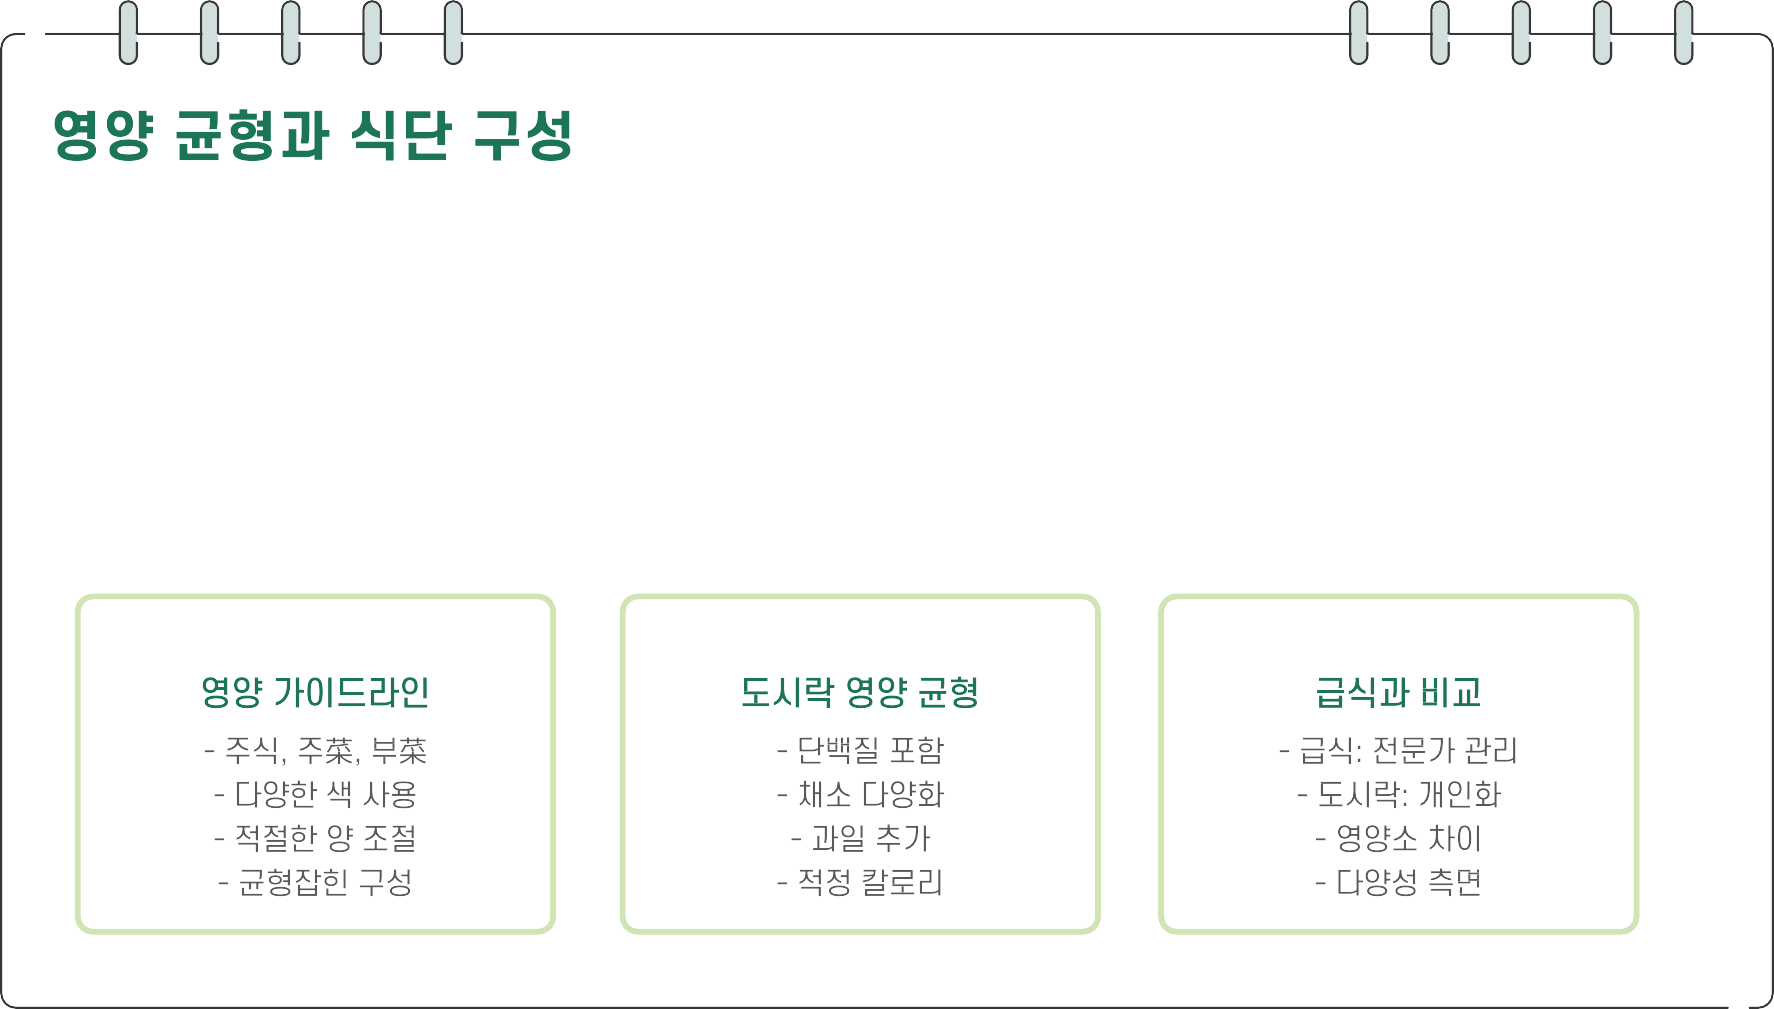 영양 균형과 식단 구성
영양 가이드라인
- 주식, 주菜, 부菜
- 다양한 색 사용
- 적절한 양 조절
- 균형잡힌 구성
도시락 영양 균형
- 단백질 포함
- 채소 다양화
- 과일 추가
- 적정 칼로리
급식과 비교
- 급식: 전문가 관리
- 도시락: 개인화
- 영양소 차이
- 다양성 측면